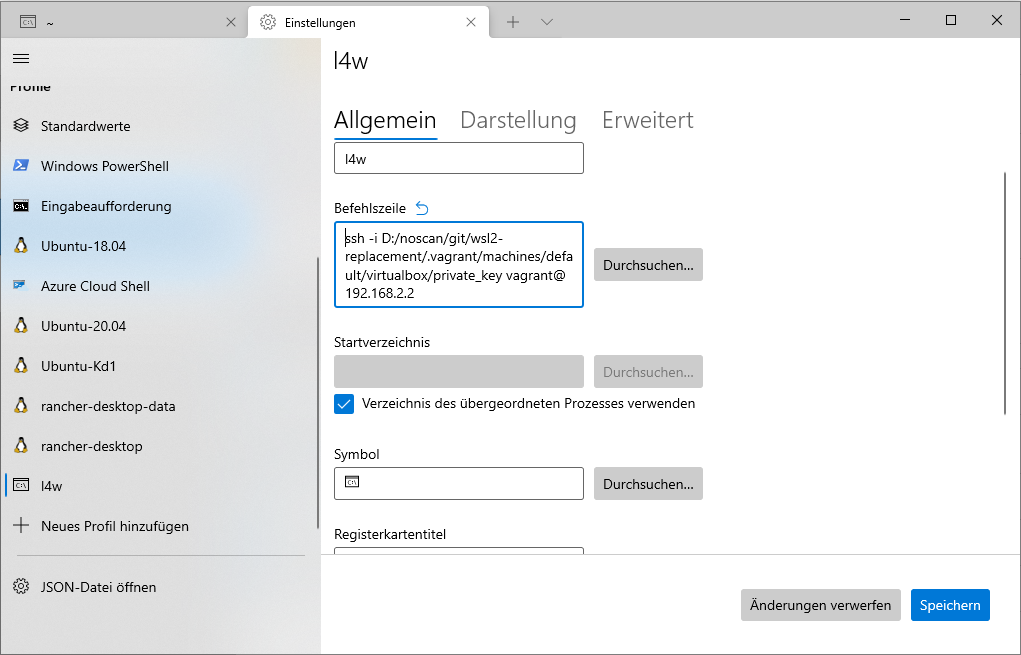 ~
Einstellungen
Profile
Standardwerte
Windows PowerShell
Eingabeaufforderung
Ubuntu-18.04
Azure Cloud Shell
Ubuntu-20.04
Ubuntu-Kd1
rancher-desktop-data
rancher-desktop
l4w
Neues Profil hinzufügen
JSON-Datei öffnen
l4w
Allgemein Darstellung Erweitert
l4w
Befehlszeile
ssh -i D:/noscan/git/wsl2-
replacement/.vagrant/machines/defa
ult/virtualbox/private_key vagrant@
192.168.2.2
Durchsuchen...
Startverzeichnis
Durchsuchen...
Verzeichnis des übergeordneten Prozesses verwenden
Symbol
Durchsuchen...
Registerkartentitel
Änderungen verwerfen Speichern